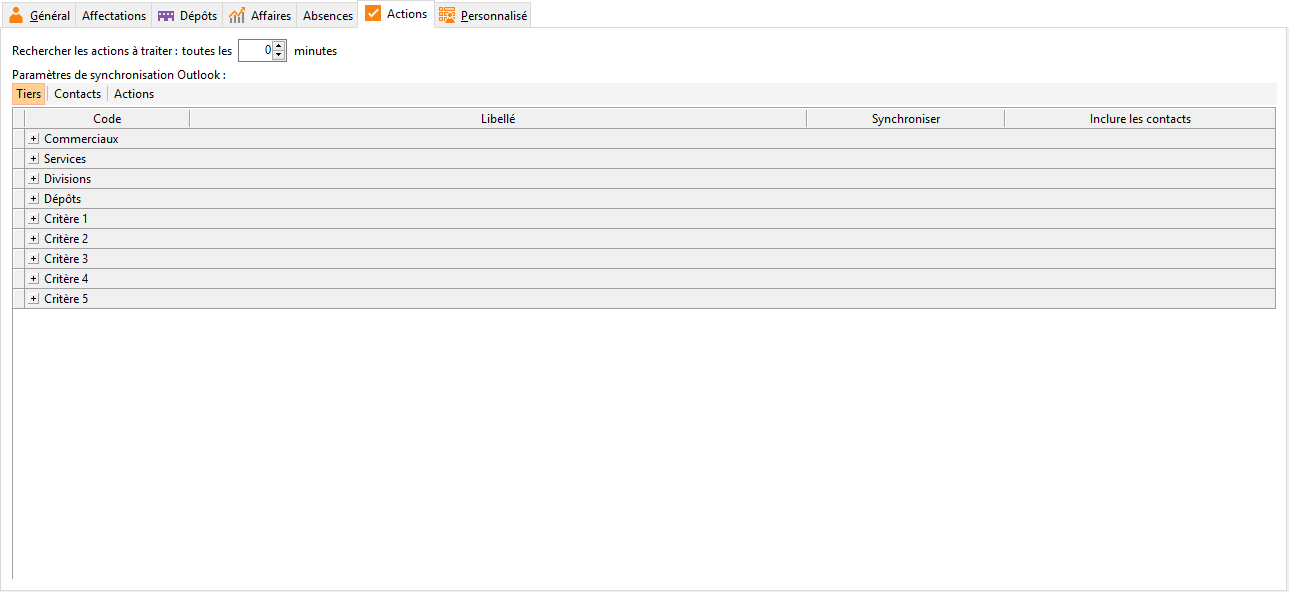 Général Affectations Dépôts Affaires Absences Actions Personnalisé
Rechercher les actions à traiter : toutes les 0 minutes
Paramètres de synchronisation Outlook :
Tiers Contacts Actions
Code Libellé Synchroniser Inclure les contacts
Commerciaux
Services
Divisions
Dépôts
Critère 1
Critère 2
Critère 3
Critère 4
Critère 5